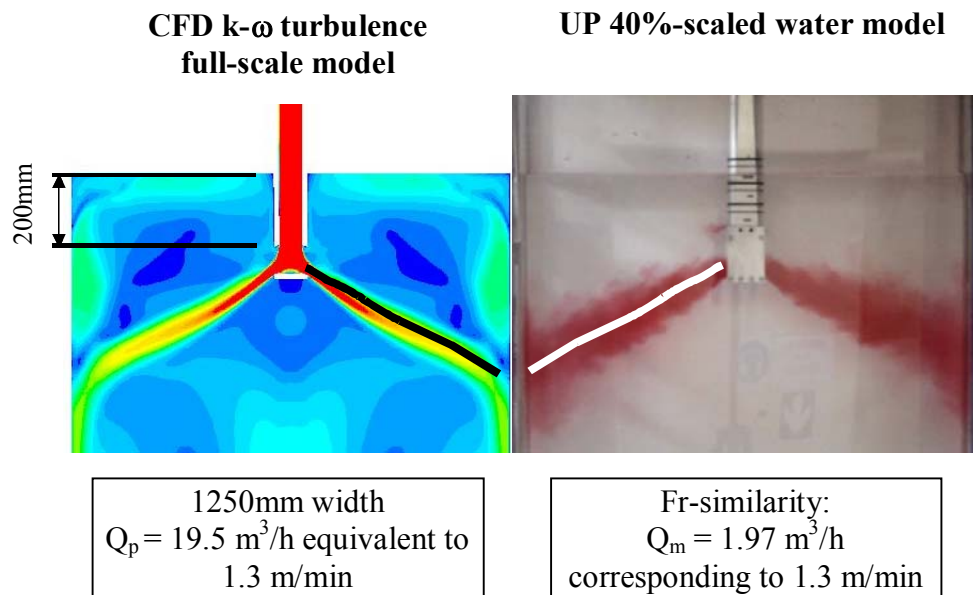 CFD k-ω turbulence
full-scale model
UP 40%-scaled water model
200mm
1250mm width
Qp = 19.5 m³/h equivalent to
1.3 m/min
Fr-similarity:
Qm = 1.97 m³/h
corresponding to 1.3 m/min